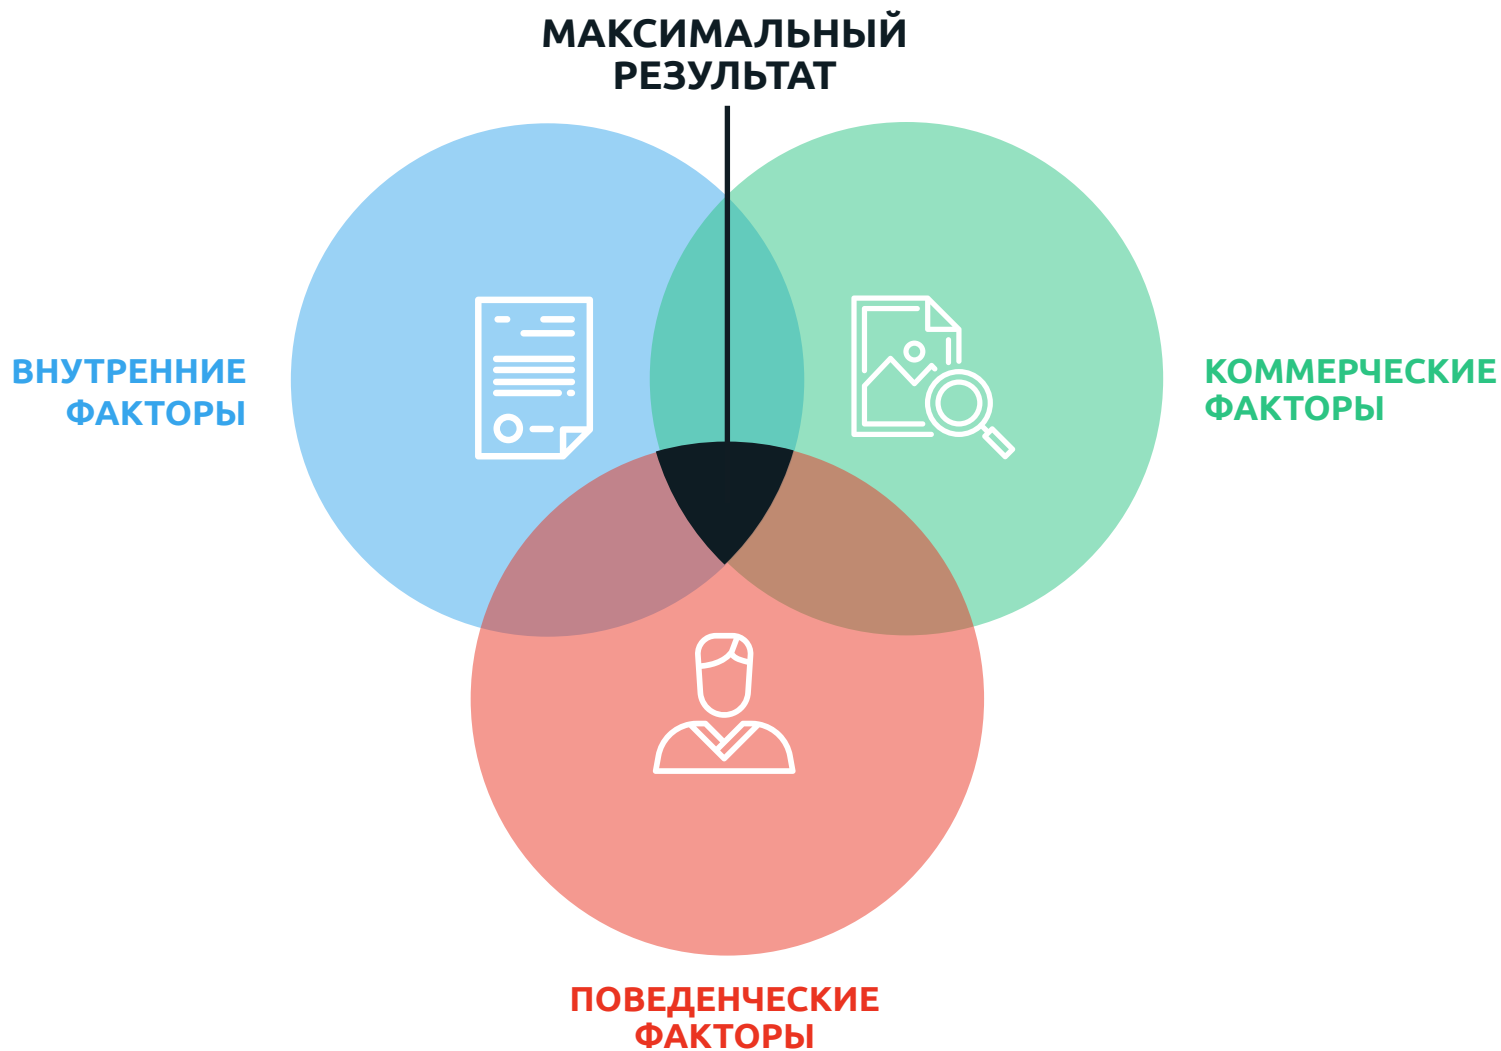 МАКСИМАЛЬНЫЙ
РЕЗУЛЬТАТ
ВНУТРЕННИЕ
ФАКТОРЫ
КОММЕРЧЕСКИЕ
ФАКТОРЫ
ПОВЕДЕНЧЕСКИЕ
ФАКТОРЫ